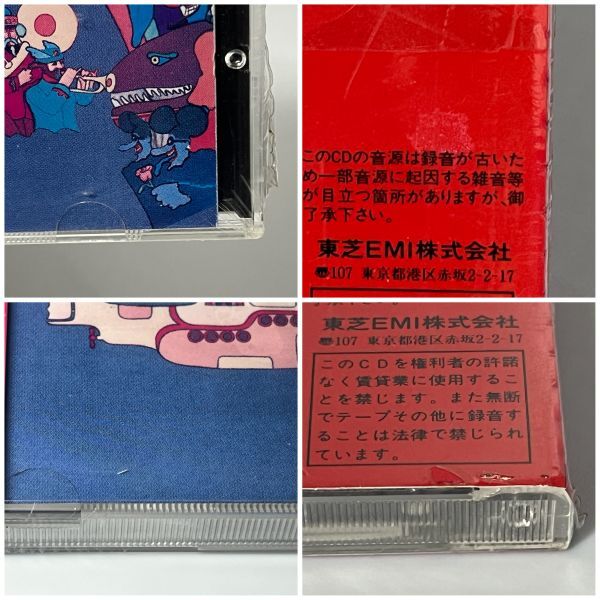 このCDの音源は録音が古いた
め一部音源に起因する雑音等
が目立つ箇所がありますが、御
了承下さい。
東芝EMI株式会社
〠107 東京都港区赤坂2-2-17
了承下さい。
東芝EMI株式会社
〠107 東京都港区赤坂2-2-17
このCDを権利者の許諾
なく賃貸業に使用するこ
とを禁じます。また無断
でテープその他に録音す
ることは法律で禁じられ
ています。